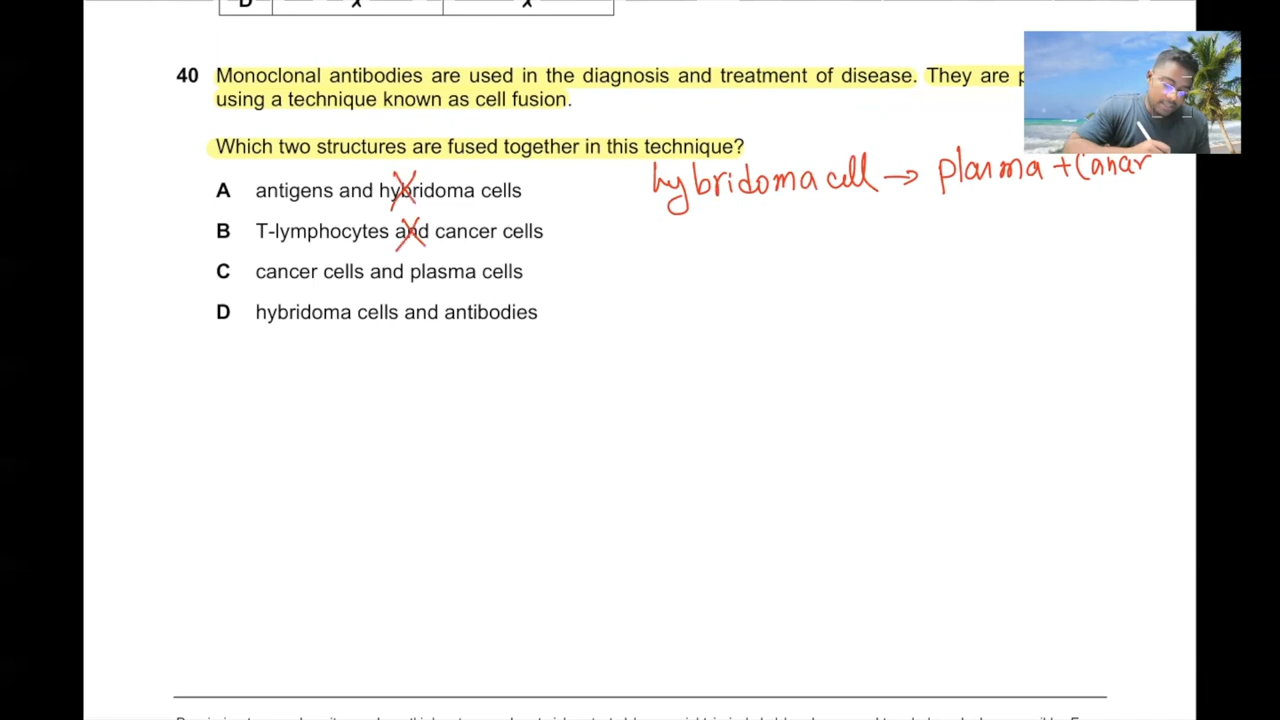 D x x
40 Monoclonal antibodies are used in the diagnosis and treatment of disease. They are
using a technique known as cell fusion.
Which two structures are fused together in this technique?
hybridoma cell → plasma +
A antigens and hybridoma cells
B T-lymphocytes and cancer cells
C cancer cells and plasma cells
D hybridoma cells and antibodies